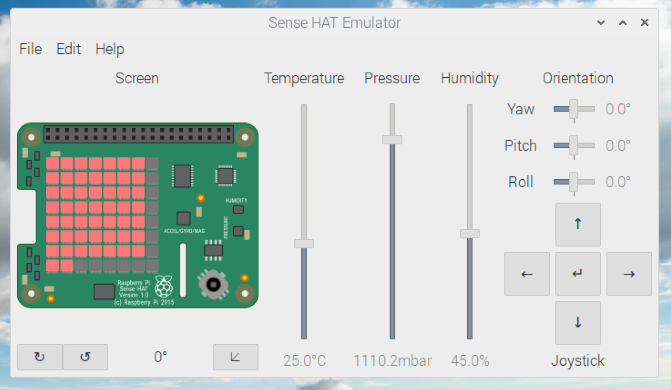 Sense HAT Emulator
File Edit Help
Screen
Temperature
Pressure
Humidity
Orientation
Yaw 0.0°
Pitch 0.0°
Roll 0.0°
HUMIDITY
PRESSURE
ACCEL/GYRO/MAG
Raspberry Pi
Sense HAT
Version 1.0
(c) Raspberry Pi 2015
↑
← ↵ →
↓
↻ ↺ 0°
25.0°C
1110.2mbar
45.0%
Joystick